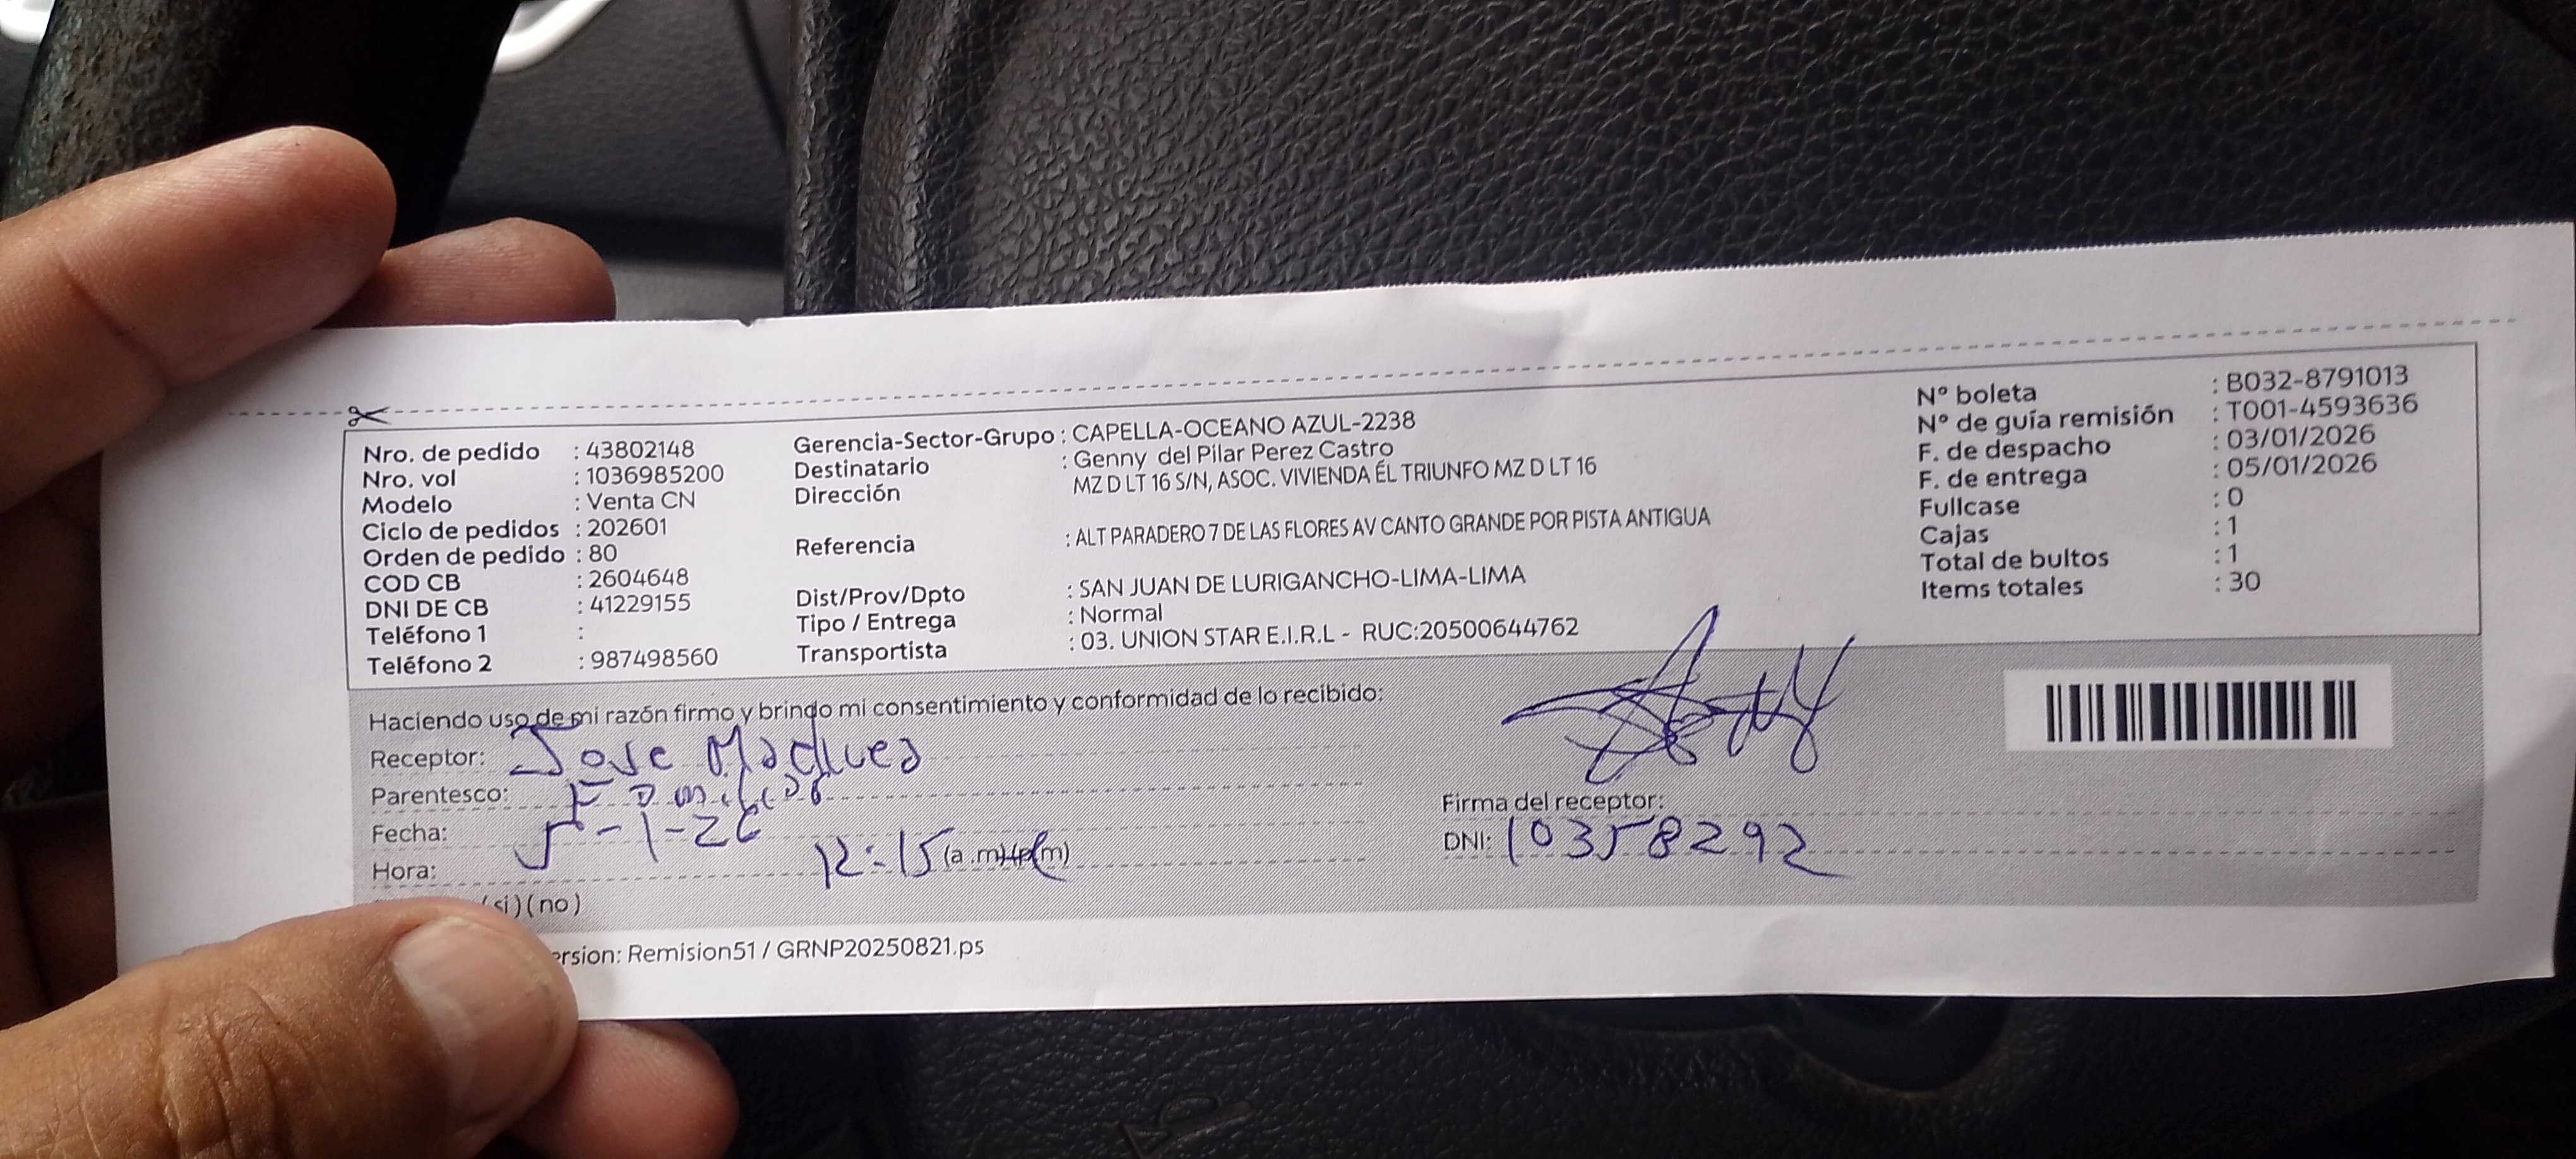 Nro. de pedido : 43802148
Nro. vol : 1036985200
Modelo : Venta CN
Ciclo de pedidos : 202601
Orden de pedido : 80
COD CB : 2604648
DNI DE CB : 41229155
Teléfono 1 :
Teléfono 2 : 987498560
Gerencia-Sector-Grupo : CAPELLA-OCEANO AZUL-2238
Destinatario : Genny del Pilar Perez Castro
Dirección MZ D LT 16 S/N, ASOC. VIVIENDA ÉL TRIUNFO MZ D LT 16
Referencia : ALT PARADERO 7 DE LAS FLORES AV CANTO GRANDE POR PISTA ANTIGUA
Dist/Prov/Dpto : SAN JUAN DE LURIGANCHO-LIMA-LIMA
Tipo / Entrega : Normal
Transportista : 03. UNION STAR E.I.R.L - RUC:20500644762
Nº boleta : B032-8791013
Nº de guía remisión : T001-4593636
F. de despacho : 03/01/2026
F. de entrega : 05/01/2026
Fullcase : 0
Cajas : 1
Total de bultos : 1
Items totales : 30
Haciendo uso de mi razón firmo y brindo mi consentimiento y conformidad de lo recibido:
Receptor: Jose
Parentesco: Familiar
Fecha: 5-1-26
Hora: 12:15 (a.m) (p.m)
(si) (no)
Firma del receptor:
DNI: 10358292
ersion: Remision51 / GRNP20250821.ps